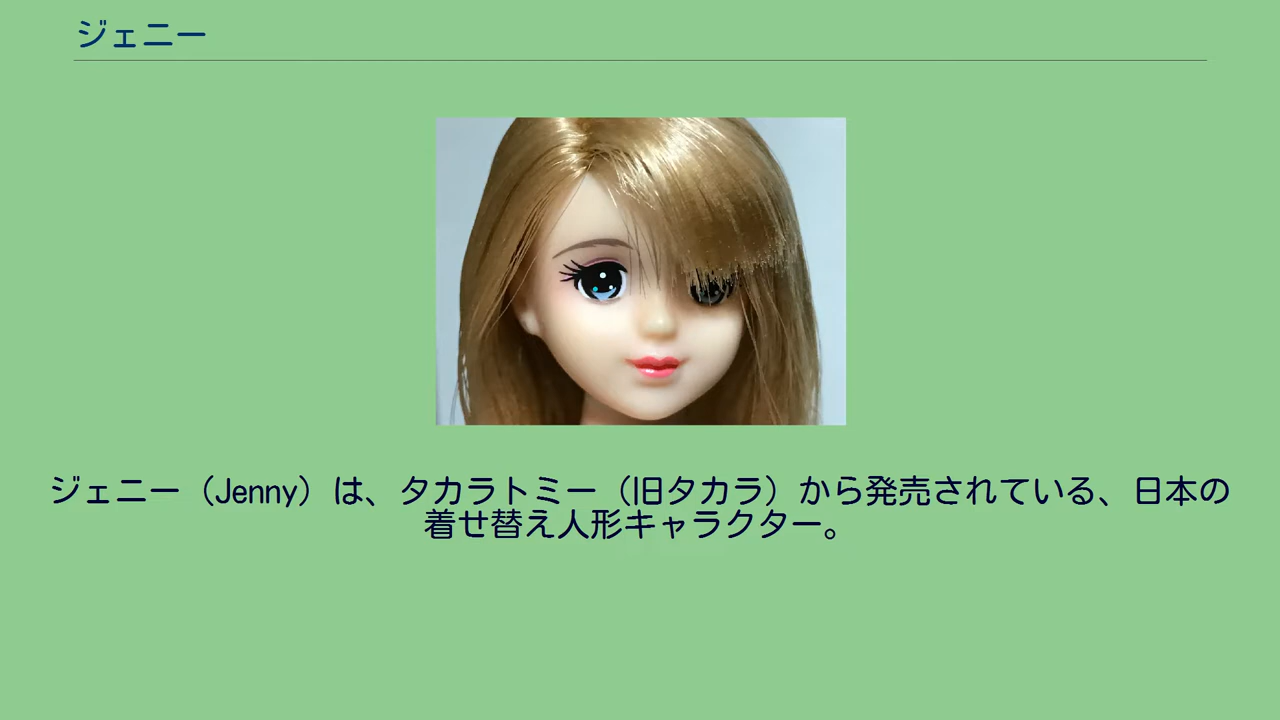 ジェニー
ジェニー（Jenny）は、タカラトミー（旧タカラ）から発売されている、日本の
着せ替え人形キャラクター。